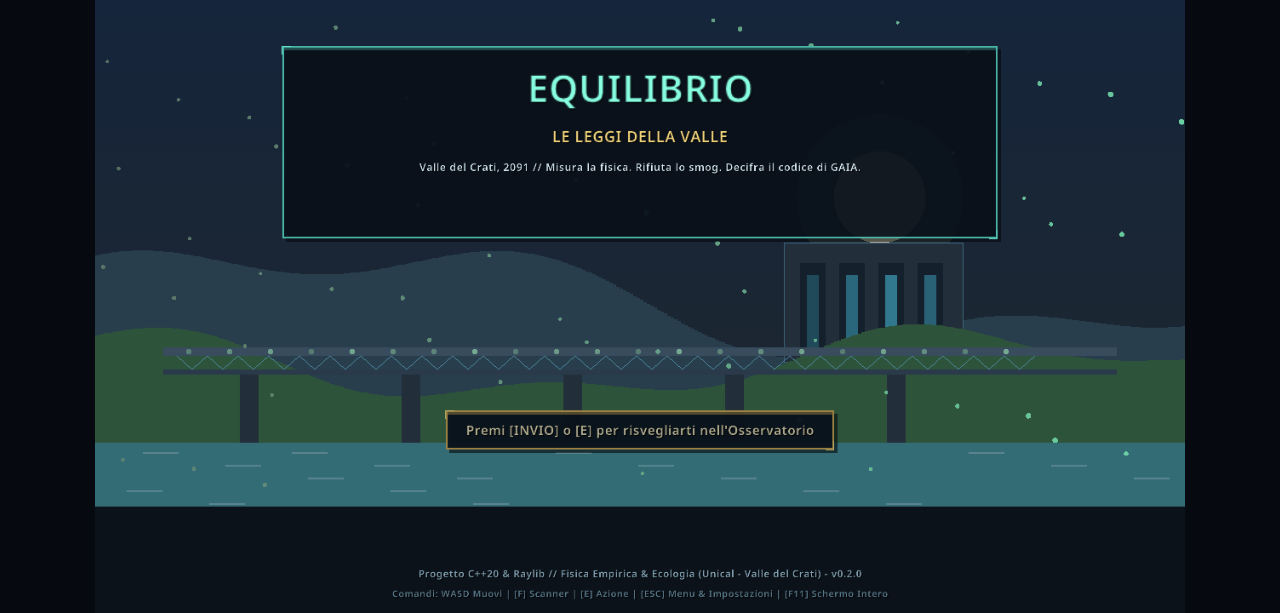 EQUILIBRIO
LE LEGGI DELLA VALLE
Valle del Crati, 2091 // Misura la fisica. Rifiuta lo smog. Decifra il codice di GAIA.
Premi [INVIO] o [E] per risvegliarti nell'Osservatorio
Progetto C++20 & Raylib // Fisica Empirica & Ecologia (Unical - Valle del Crati) - v0.2.0
Comandi: WASD Muovi | [F] Scanner | [E] Azione | [ESC] Menu & Impostazioni | [F11] Schermo Intero